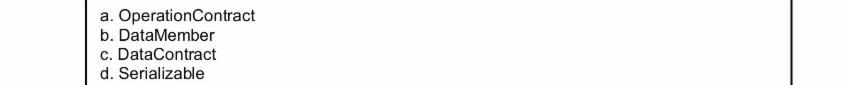 a. OperationContract
b. DataMember
c. DataContract
d. Serializable